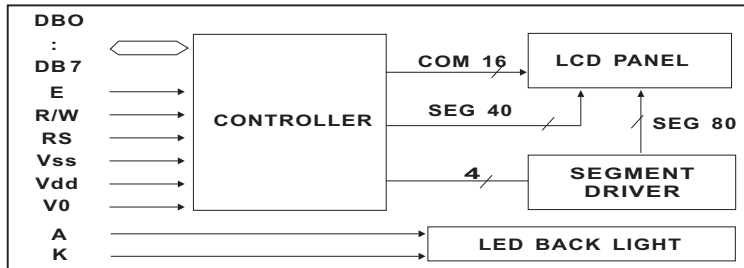 DBO
:
DB7
E
R/W
RS
Vss
Vdd
V0
A
K
CONTROLLER
COM 16
SEG 40
4
LCD PANEL
SEG 80
SEGMENT
DRIVER
LED BACK LIGHT